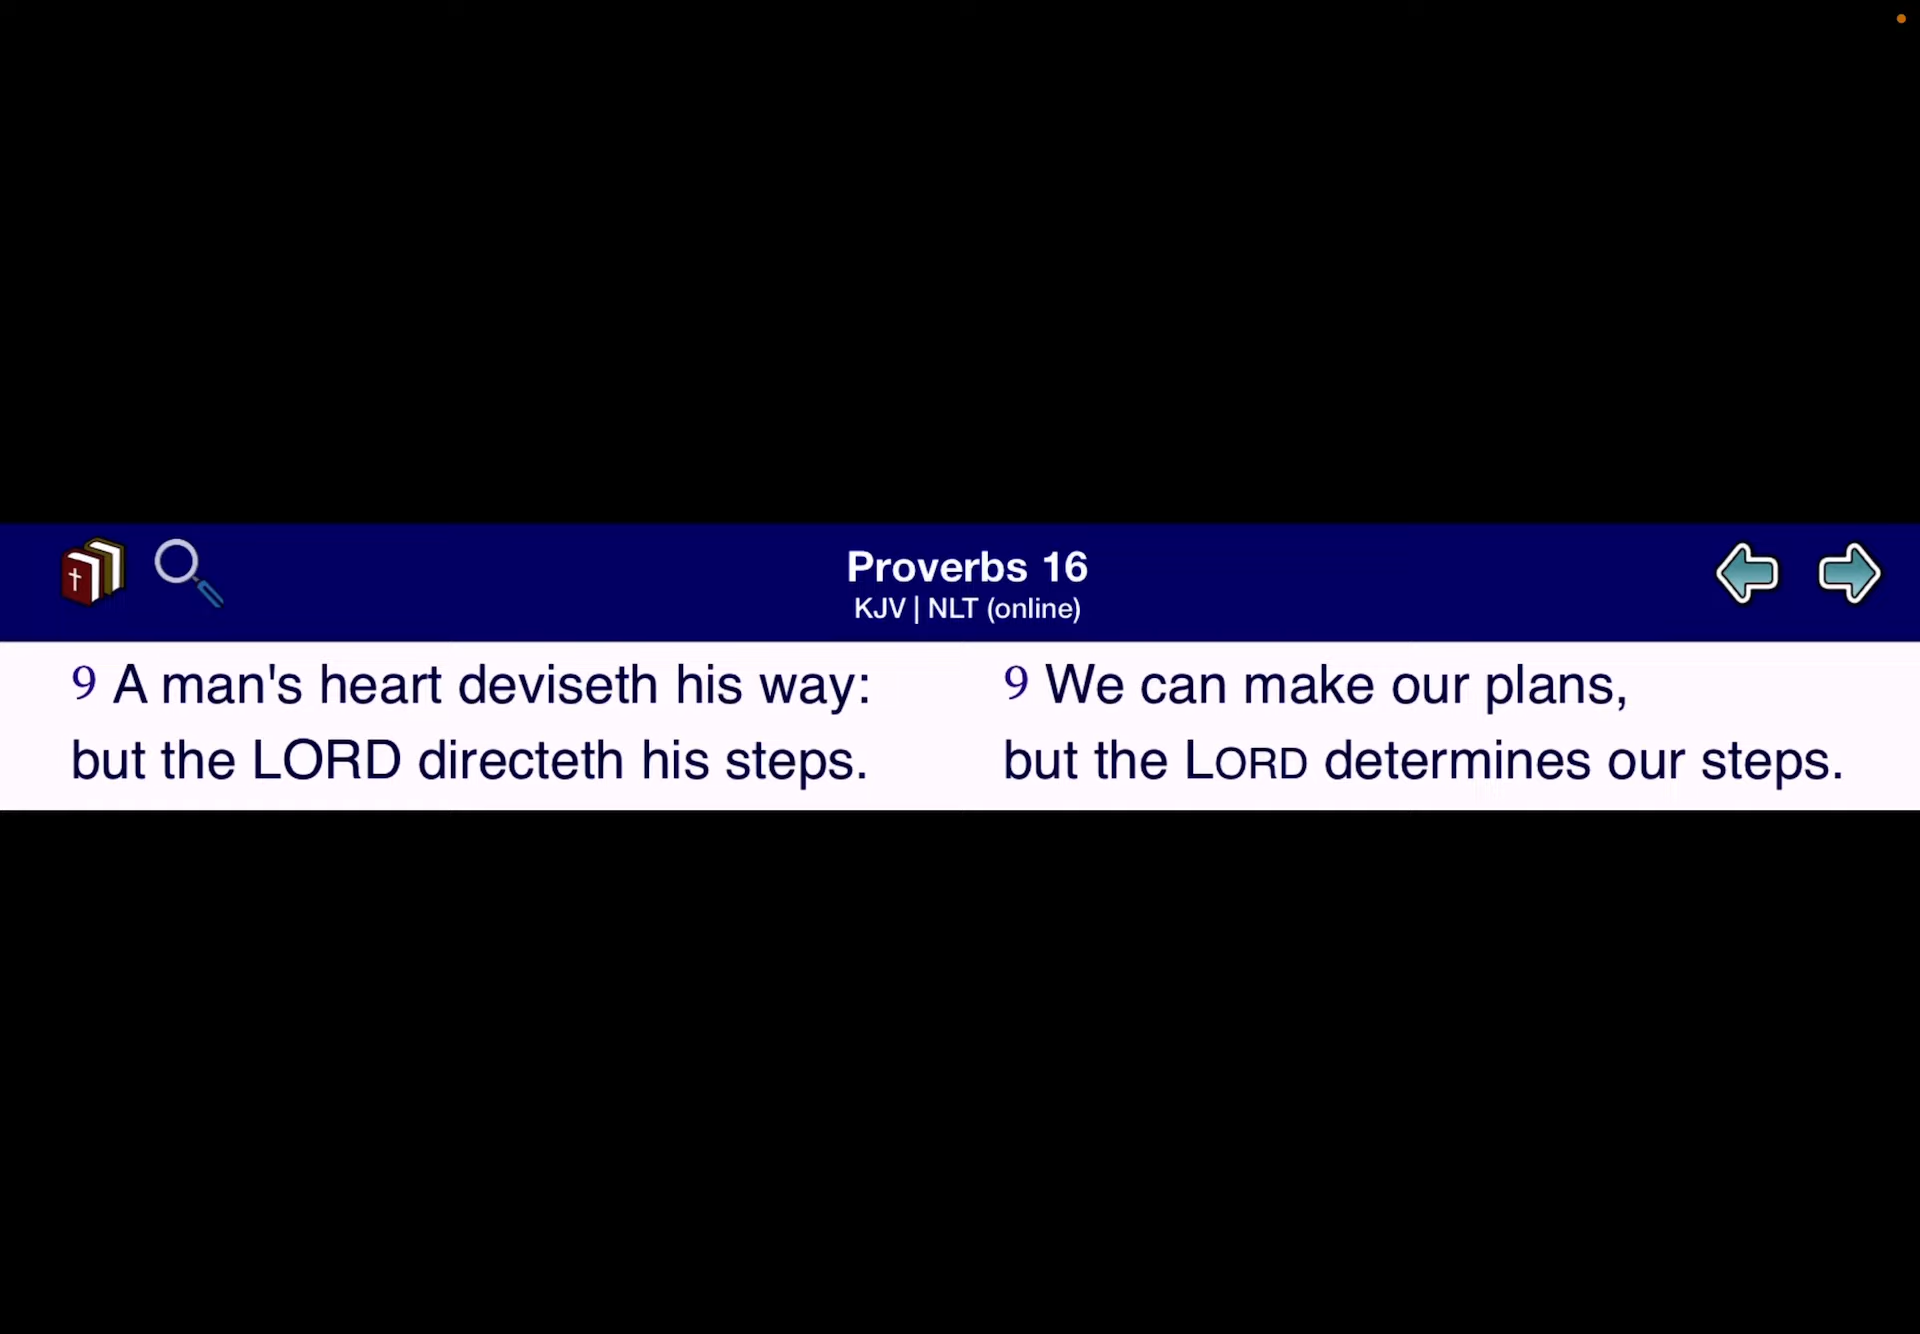 Proverbs 16
KJV | NLT (online)
9 A man's heart deviseth his way:
but the LORD directeth his steps.
9 We can make our plans,
but the LORD determines our steps.